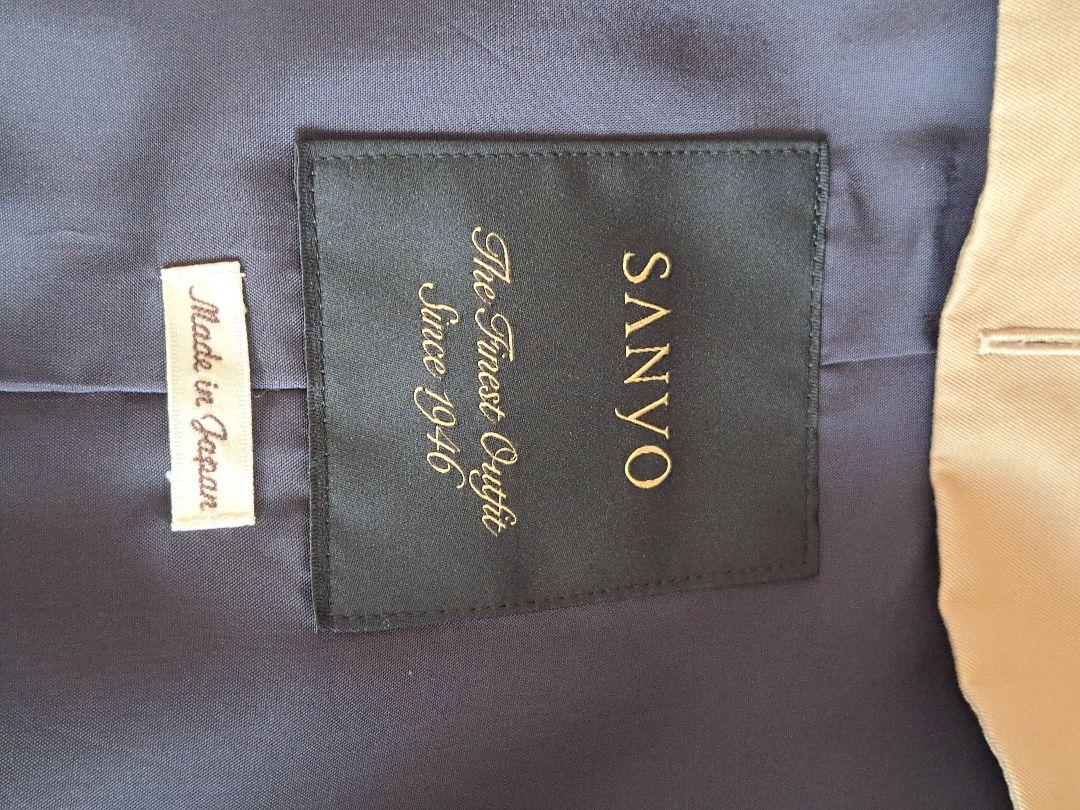 SANYO
The Finest Outfit
Since 1946
Made in Japan